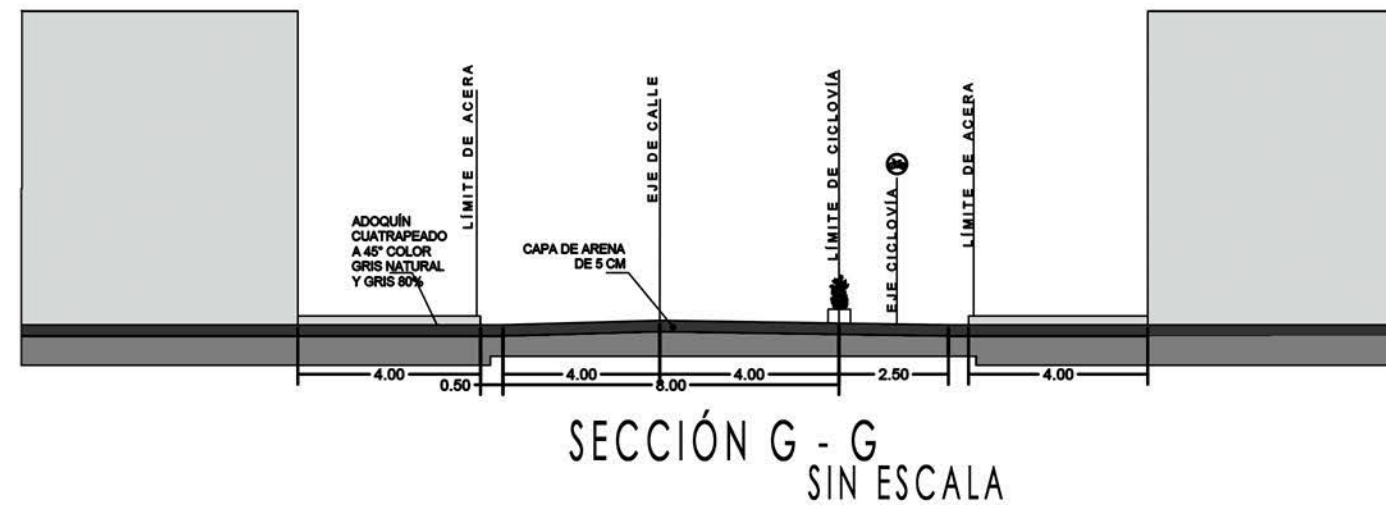 LÍMITE DE ACERA
EJE DE CALLE
LÍMITE DE CICLOVÍA
EJE CICLOVÍA
LÍMITE DE ACERA
ADOQUÍN
CUATRAPEADO
A 45° COLOR
GRIS NATURAL
Y GRIS 80%
CAPA DE ARENA
DE 5 CM
4.00
0.50
4.00
8.00
4.00
2.50
4.00
SECCIÓN G - G
SIN ESCALA